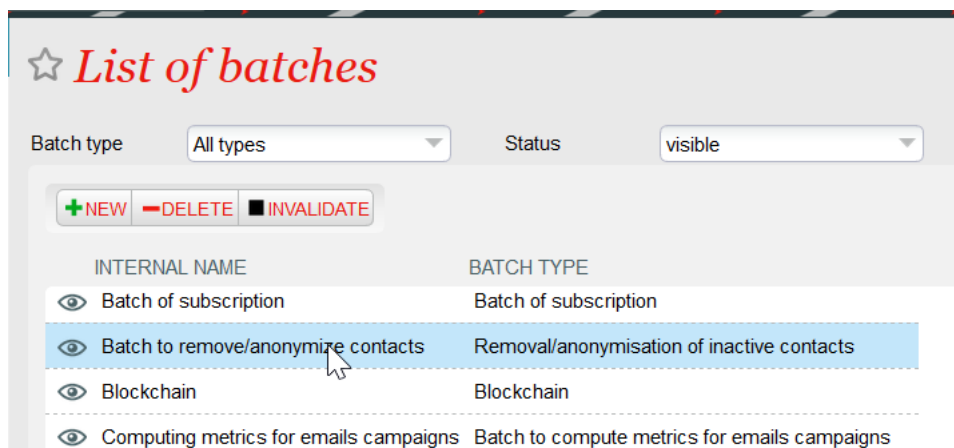 List of batches
Batch type All types Status visible
NEW DELETE INVALIDATE
INTERNAL NAME BATCH TYPE
Batch of subscription Batch of subscription
Batch to remove/anonymize contacts Removal/anonymisation of inactive contacts
Blockchain Blockchain
Computing metrics for emails campaigns Batch to compute metrics for emails campaigns